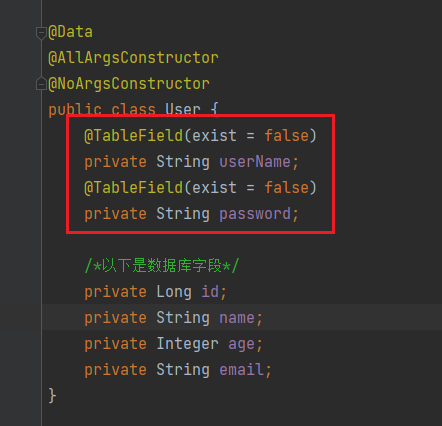 @Data
@AllArgsConstructor
@NoArgsConstructor
public class User {
@TableField(exist = false)
private String userName;
@TableField(exist = false)
private String password;
/*以下是数据库字段*/
private Long id;
private String name;
private Integer age;
private String email;
}